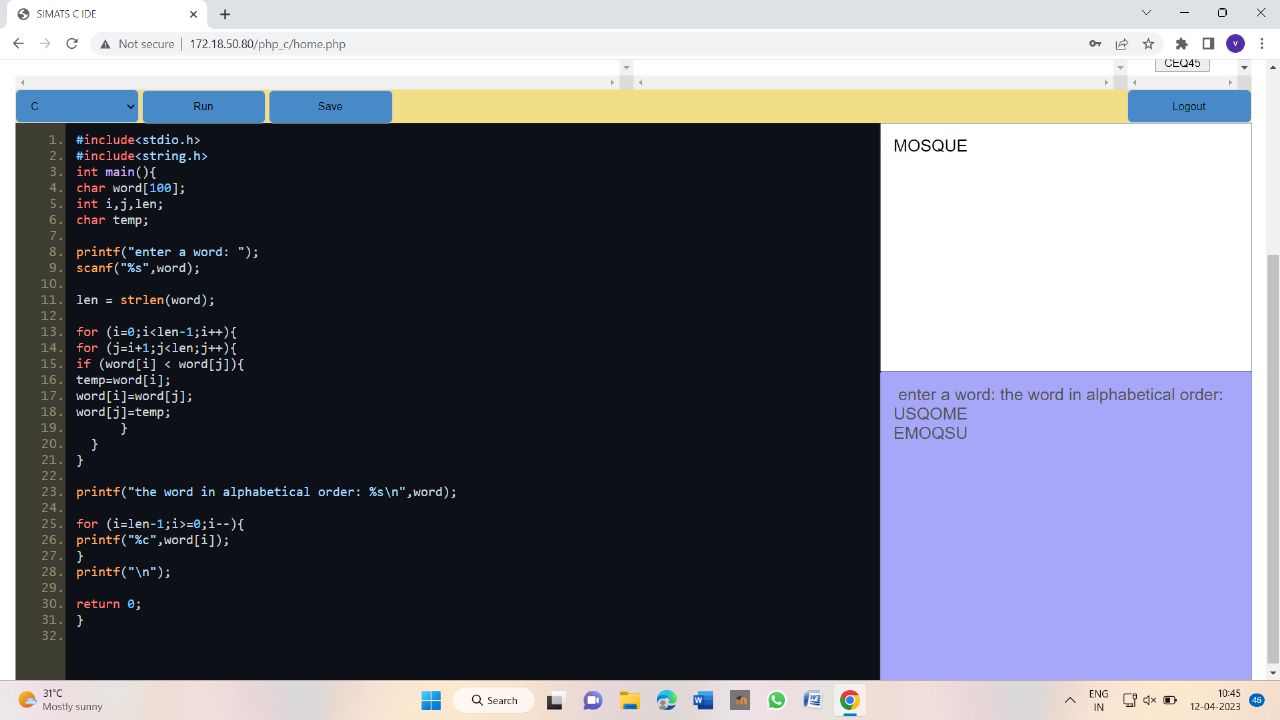 SIMATS C IDE
Not secure | 172.18.50.80/php_c/home.php
V
CEQ45
C Run Save Logout
1. #include<stdio.h>
2. #include<string.h>
3. int main(){
4. char word[100];
5. int i,j,len;
6. char temp;
7.
8. printf("enter a word: ");
9. scanf("%s",word);
10.
11. len = strlen(word);
12.
13. for (i=0;i<len-1;i++){
14. for (j=i+1;j<len;j++){
15. if (word[i] < word[j]){
16. temp=word[i];
17. word[i]=word[j];
18. word[j]=temp;
19. }
20. }
21. }
22.
23. printf("the word in alphabetical order: %s\n",word);
24.
25. for (i=len-1;i>=0;i--){
26. printf("%c",word[i]);
27. }
28. printf("\n");
29.
30. return 0;
31. }
32.
MOSQUE
enter a word: the word in alphabetical order:
USQOME
EMOQSU
31°C
Mostly sunny
Search
ENG
IN
10:45
12-04-2023
46